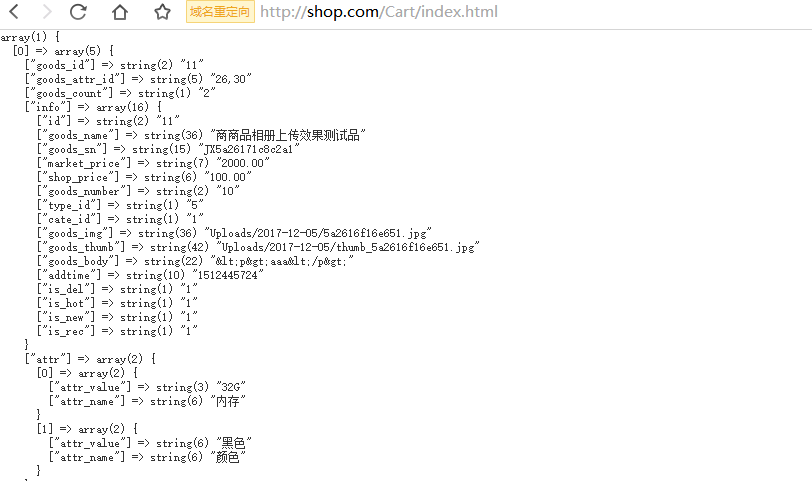 域名重定向 http://shop.com/Cart/index.html
array(1) {
  [0] => array(5) {
    ["goods_id"] => string(2) "11"
    ["goods_attr_id"] => string(5) "26,30"
    ["goods_count"] => string(1) "2"
    ["info"] => array(16) {
      ["id"] => string(2) "11"
      ["goods_name"] => string(36) "商商品相册上传效果测试品"
      ["goods_sn"] => string(15) "JX5a26171c8c2a1"
      ["market_price"] => string(7) "2000.00"
      ["shop_price"] => string(6) "100.00"
      ["goods_number"] => string(2) "10"
      ["type_id"] => string(1) "5"
      ["cate_id"] => string(1) "1"
      ["goods_img"] => string(36) "Uploads/2017-12-05/5a2616f16e651.jpg"
      ["goods_thumb"] => string(42) "Uploads/2017-12-05/thumb_5a2616f16e651.jpg"
      ["goods_body"] => string(22) "&lt;p&gt;aaa&lt;/p&gt;"
      ["addtime"] => string(10) "1512445724"
      ["is_del"] => string(1) "1"
      ["is_hot"] => string(1) "1"
      ["is_new"] => string(1) "1"
      ["is_rec"] => string(1) "1"
    }
    ["attr"] => array(2) {
      [0] => array(2) {
        ["attr_value"] => string(3) "32G"
        ["attr_name"] => string(6) "内存"
      }
      [1] => array(2) {
        ["attr_value"] => string(6) "黑色"
        ["attr_name"] => string(6) "颜色"
      }